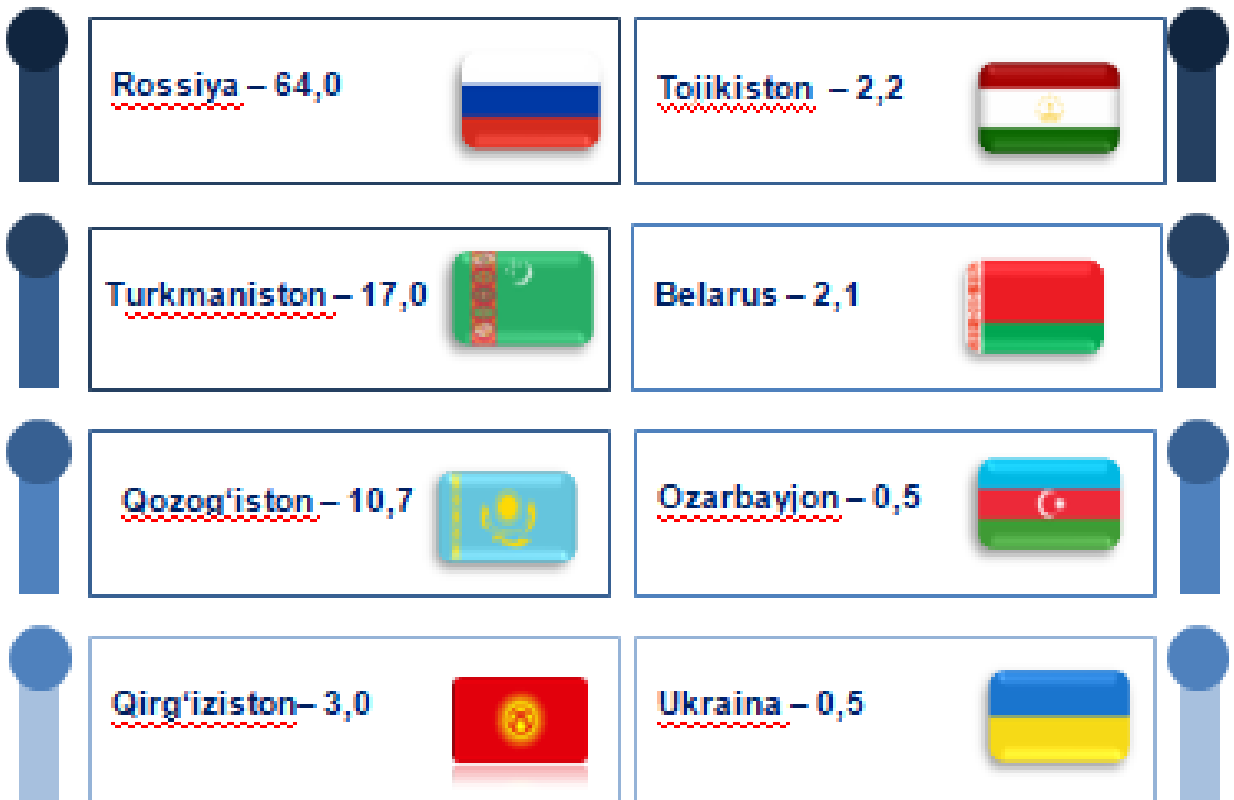 Rossiya – 64,0
Tojikiston – 2,2
Turkmaniston – 17,0
Belarus – 2,1
Qozog‘iston – 10,7
Ozarbayjon – 0,5
Qirg‘iziston– 3,0
Ukraina – 0,5